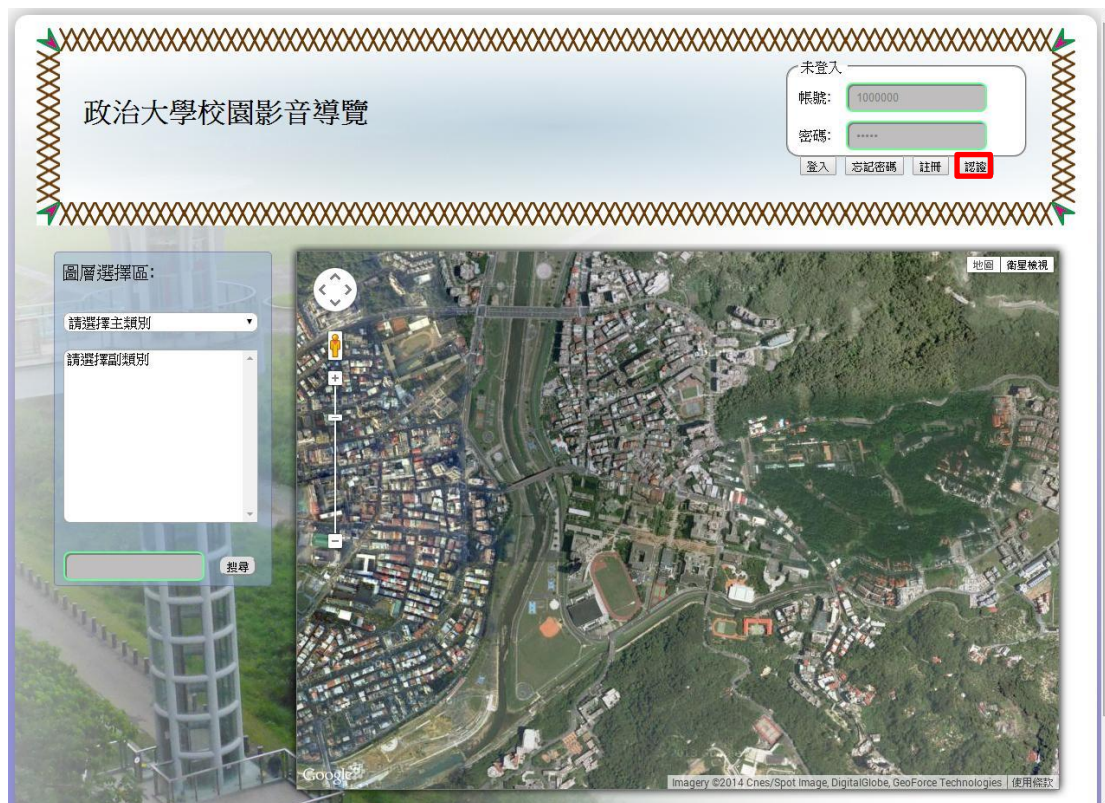 政治大學校園影音導覽
未登入
帳號: 1000000
密碼: •••••
登入 忘記密碼 註冊 認證
圖層選擇區:
請選擇主類別
請選擇副類別
搜尋
地圖 衛星檢視
Google
Imagery ©2014 Cnes/Spot Image, DigitalGlobe, GeoForce Technologies 使用條款